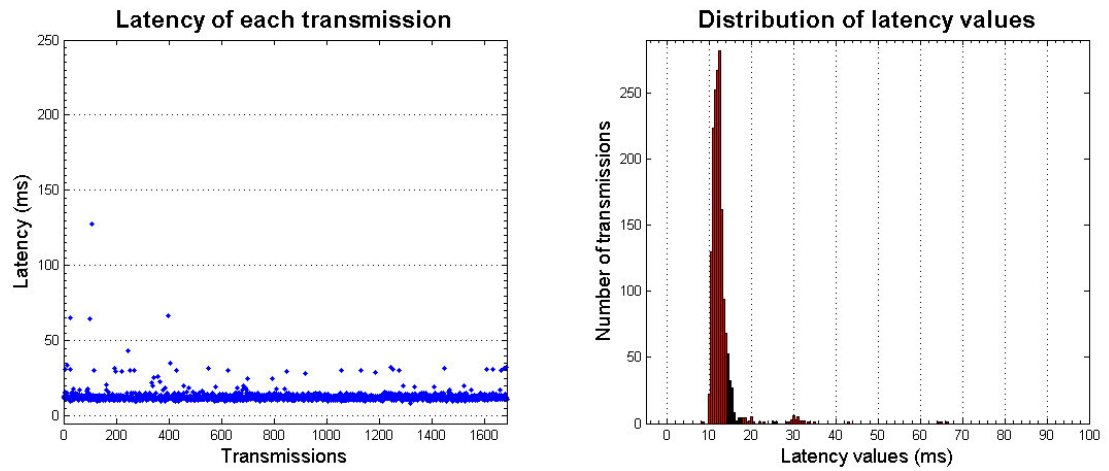 Latency of each transmission
Latency (ms)
250
200
150
100
50
0
0 200 400 600 800 1000 1200 1400 1600
Transmissions
Distribution of latency values
Number of transmissions
250
200
150
100
50
0
0 10 20 30 40 50 60 70 80 90 100
Latency values (ms)